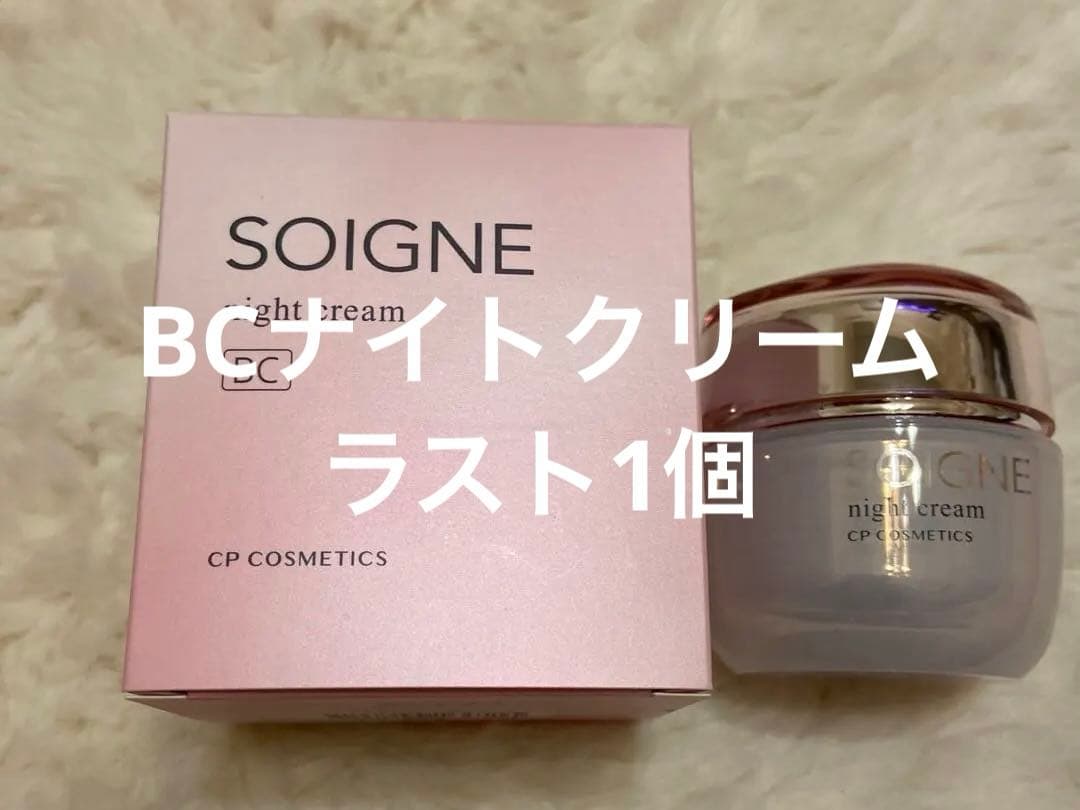 SOIGNE
night cream
BC
BCナイトクリーム
ラスト1個
CP COSMETICS
SOIGNE
night cream
CP COSMETICS